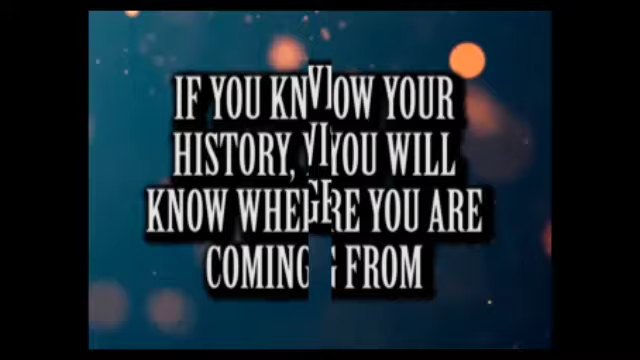 IF YOU KNOW YOUR
HISTORY, YOU WILL
KNOW WHERE YOU ARE
COMING FROM